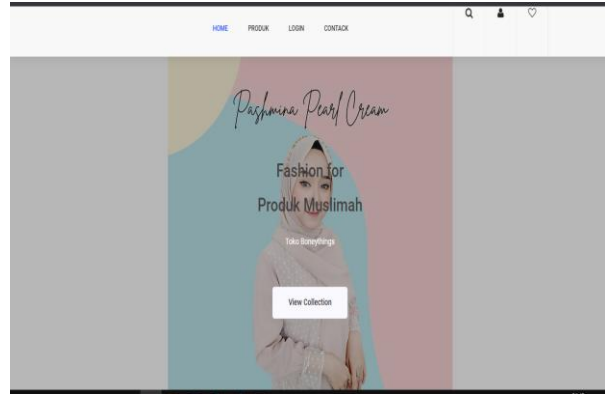 HOME PRODUK LOGIN CONTACK
Pashmina Pearl Cream
Fashion for
Produk Muslimah
Toko Boneythings
View Collection